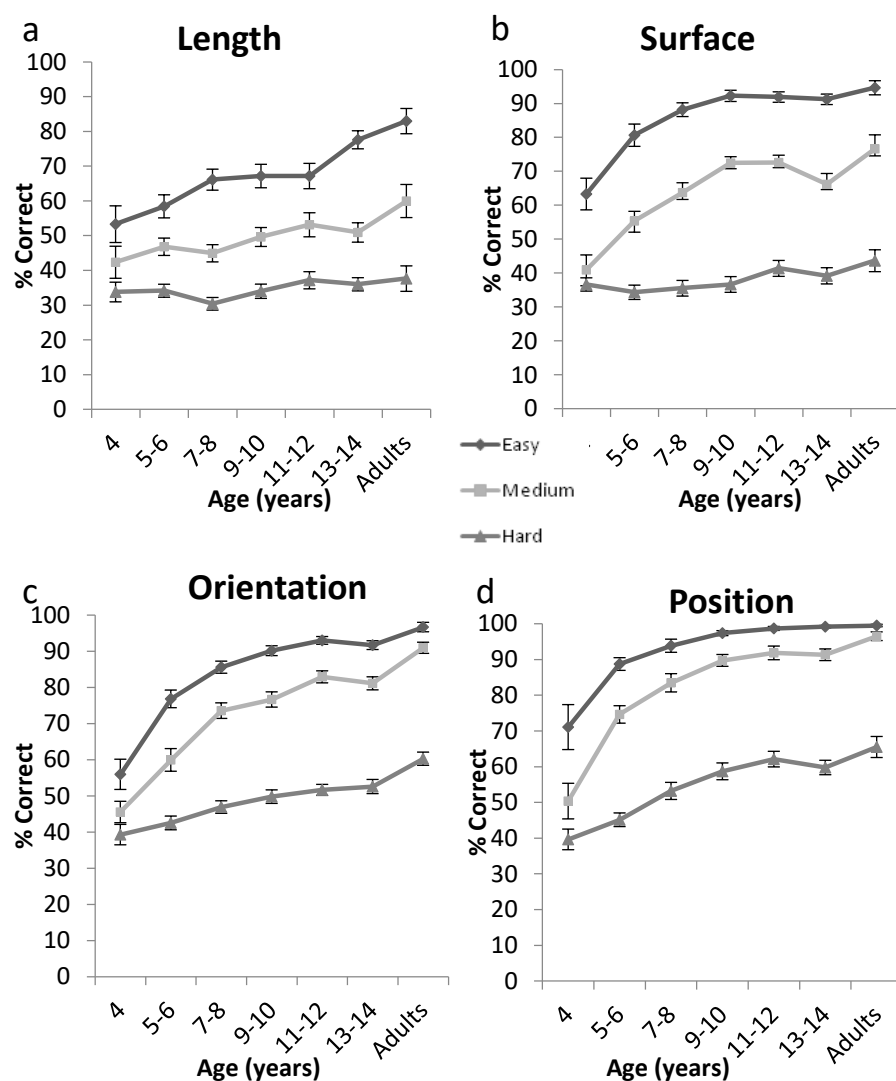 a
Length
100
90
80
70
60
50
40
30
20
10
0
% Correct
4
5-6
7-8
9-10
11-12
13-14
Adults
Age (years)
b
Surface
100
90
80
70
60
50
40
30
20
10
0
% Correct
5-6
7-8
9-10
11-12
13-14
Adults
Age (years)
Easy
Medium
Hard
c
Orientation
100
90
80
70
60
50
40
30
20
10
0
% Correct
4
5-6
7-8
9-10
11-12
13-14
Adults
Age (years)
d
Position
100
90
80
70
60
50
40
30
20
10
0
% Correct
4
5-6
7-8
9-10
11-12
13-14
Adults
Age (years)